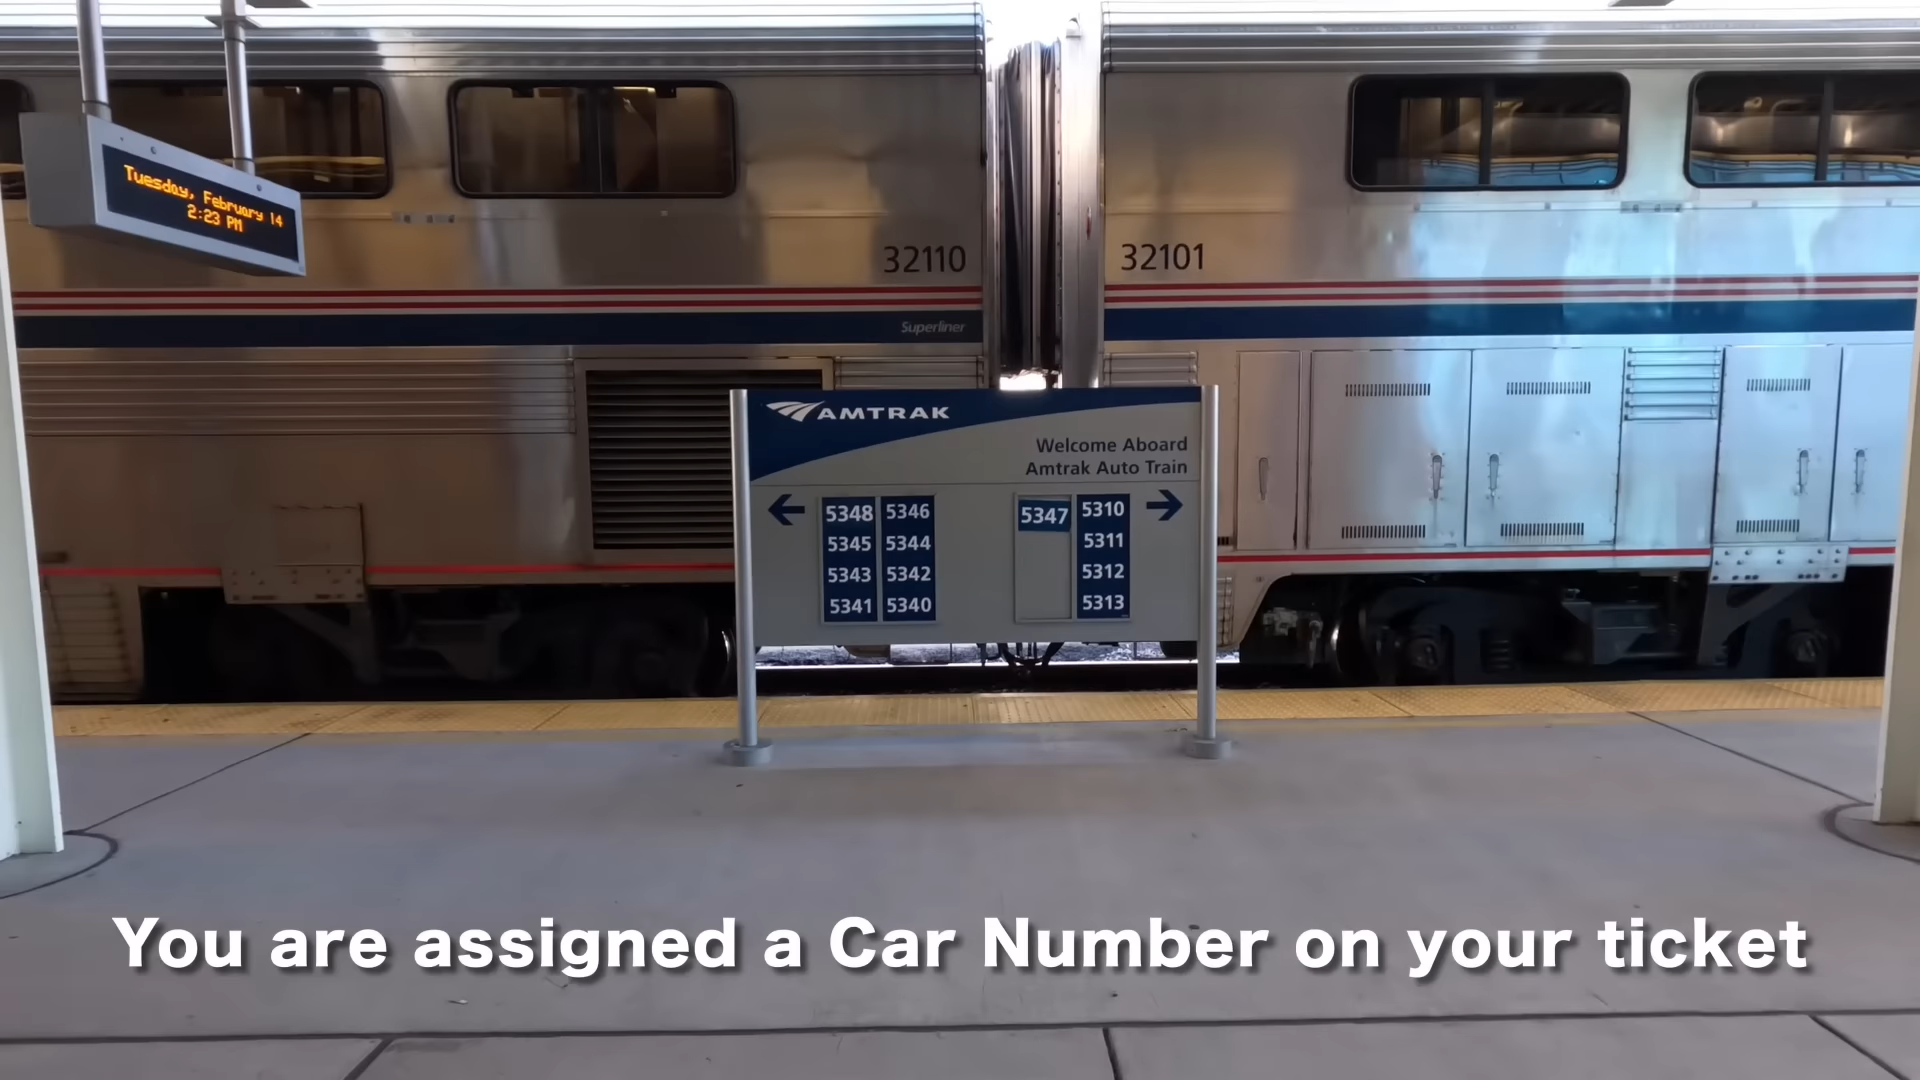 Tuesday, February 14
2:23 PM
32110
32101
Superliner
AMTRAK
Welcome Aboard
Amtrak Auto Train
5348 5346
5345 5344
5343 5342
5341 5340
5347 5310
5311
5312
5313
You are assigned a Car Number on your ticket